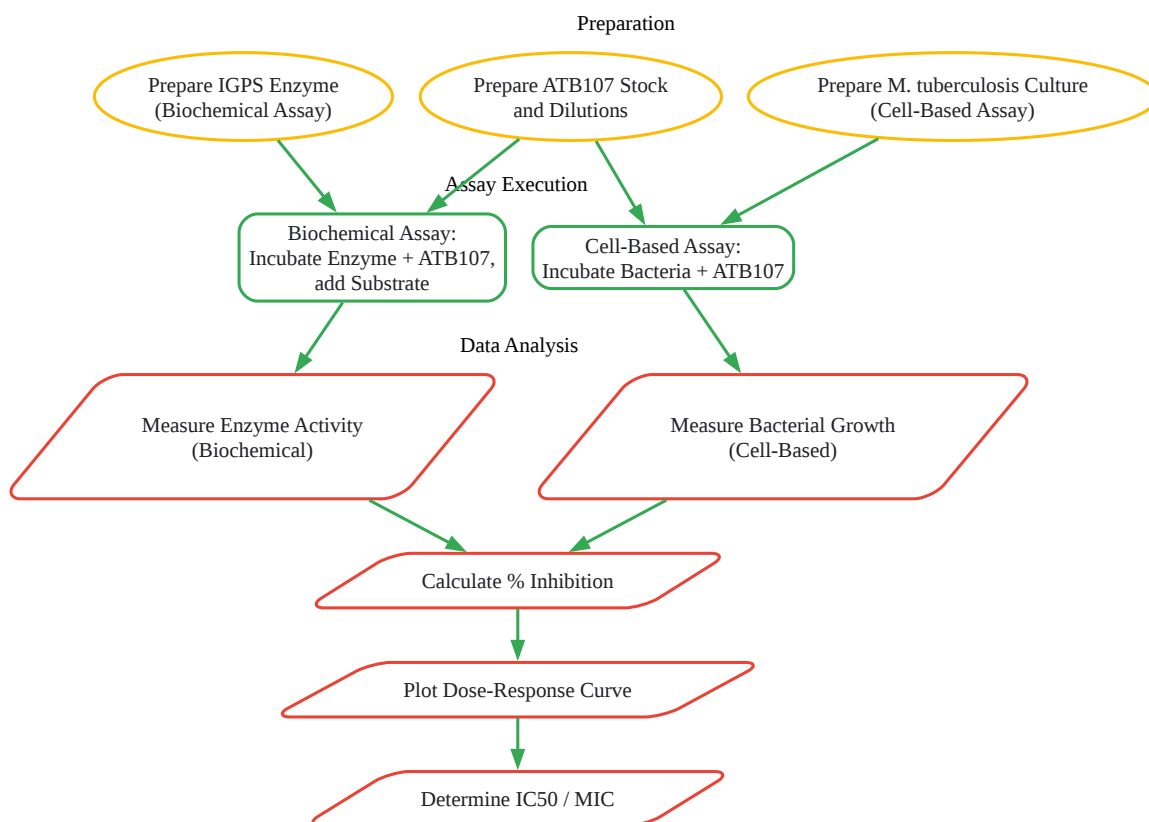 Preparation
Prepare IGPS Enzyme
(Biochemical Assay)
Prepare ATB107 Stock
and Dilutions
Prepare M. tuberculosis Culture
(Cell-Based Assay)
Assay Execution
Biochemical Assay:
Incubate Enzyme + ATB107,
add Substrate
Cell-Based Assay:
Incubate Bacteria + ATB107
Data Analysis
Measure Enzyme Activity
(Biochemical)
Measure Bacterial Growth
(Cell-Based)
Calculate % Inhibition
Plot Dose-Response Curve
Determine IC50 / MIC